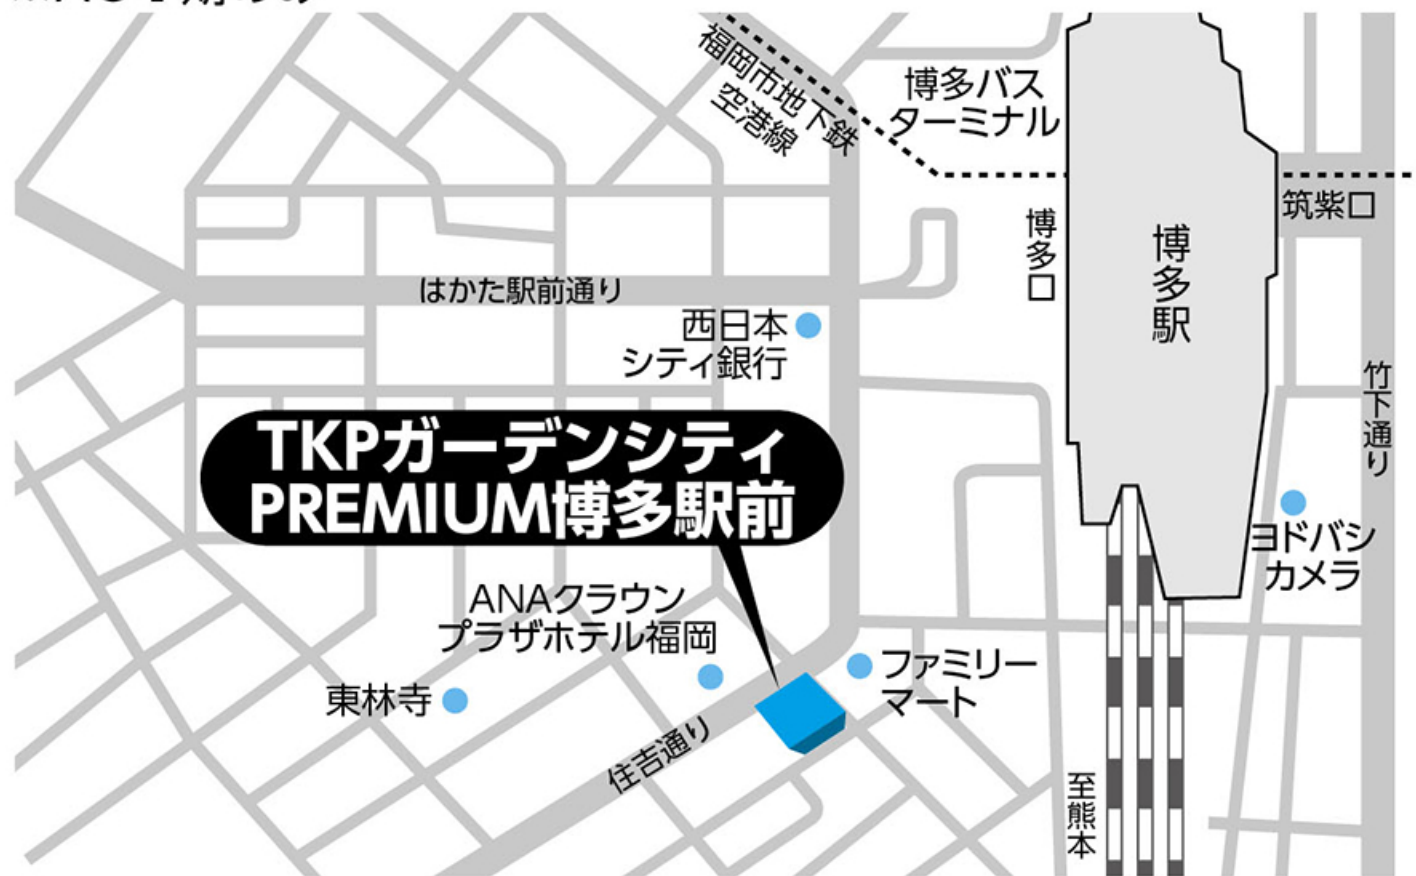 福岡市地下鉄
空港線
博多バス
ターミナル
筑紫口
博多口
博多駅
はかた駅前通り
西日本
シティ銀行
竹下通り
TKPガーデンシティ
PREMIUM博多駅前
ヨドバシ
カメラ
ANAクラウン
プラザホテル福岡
ファミリー
マート
東林寺
住吉通り
至熊本